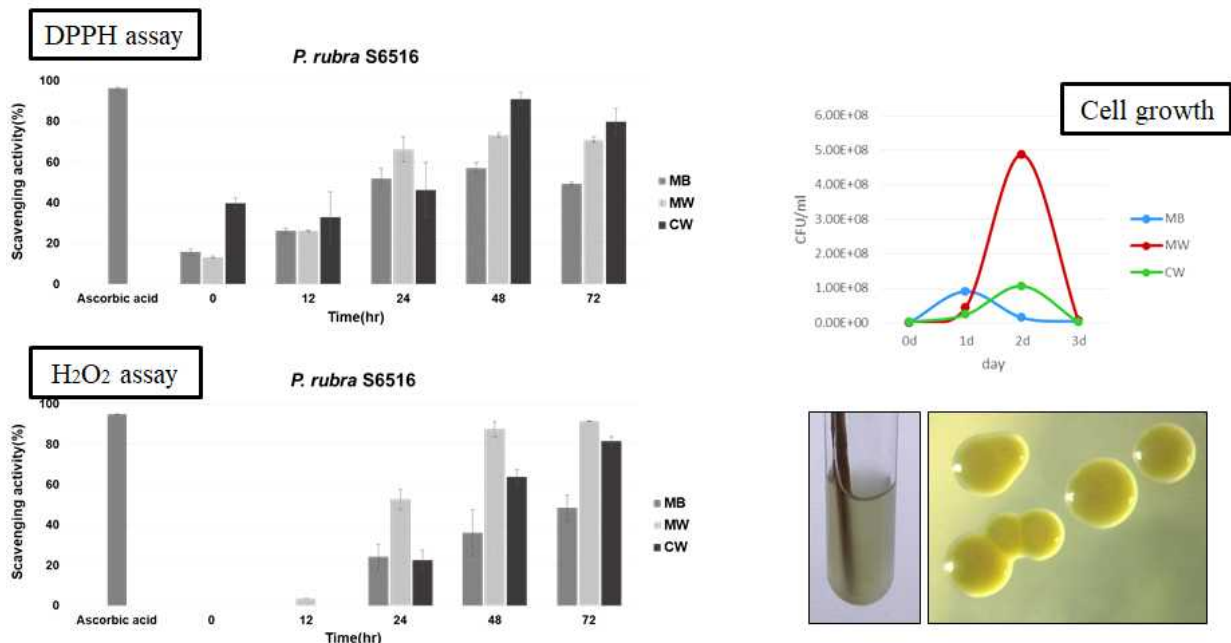 DPPH assay
P. rubra S6516
Scavenging activity(%)
100
80
60
40
20
0
Ascorbic acid 0 12 24 48 72
Time(hr)
MB
MW
CW
H2O2 assay
P. rubra S6516
Scavenging activity(%)
100
80
60
40
20
0
Ascorbic acid 0 12 24 48 72
Time(hr)
MB
MW
CW
Cell growth
CFU/ml
6.00E+08
5.00E+08
4.00E+08
3.00E+08
2.00E+08
1.00E+08
0.00E+00
0d 1d 2d 3d
day
MB
MW
CW